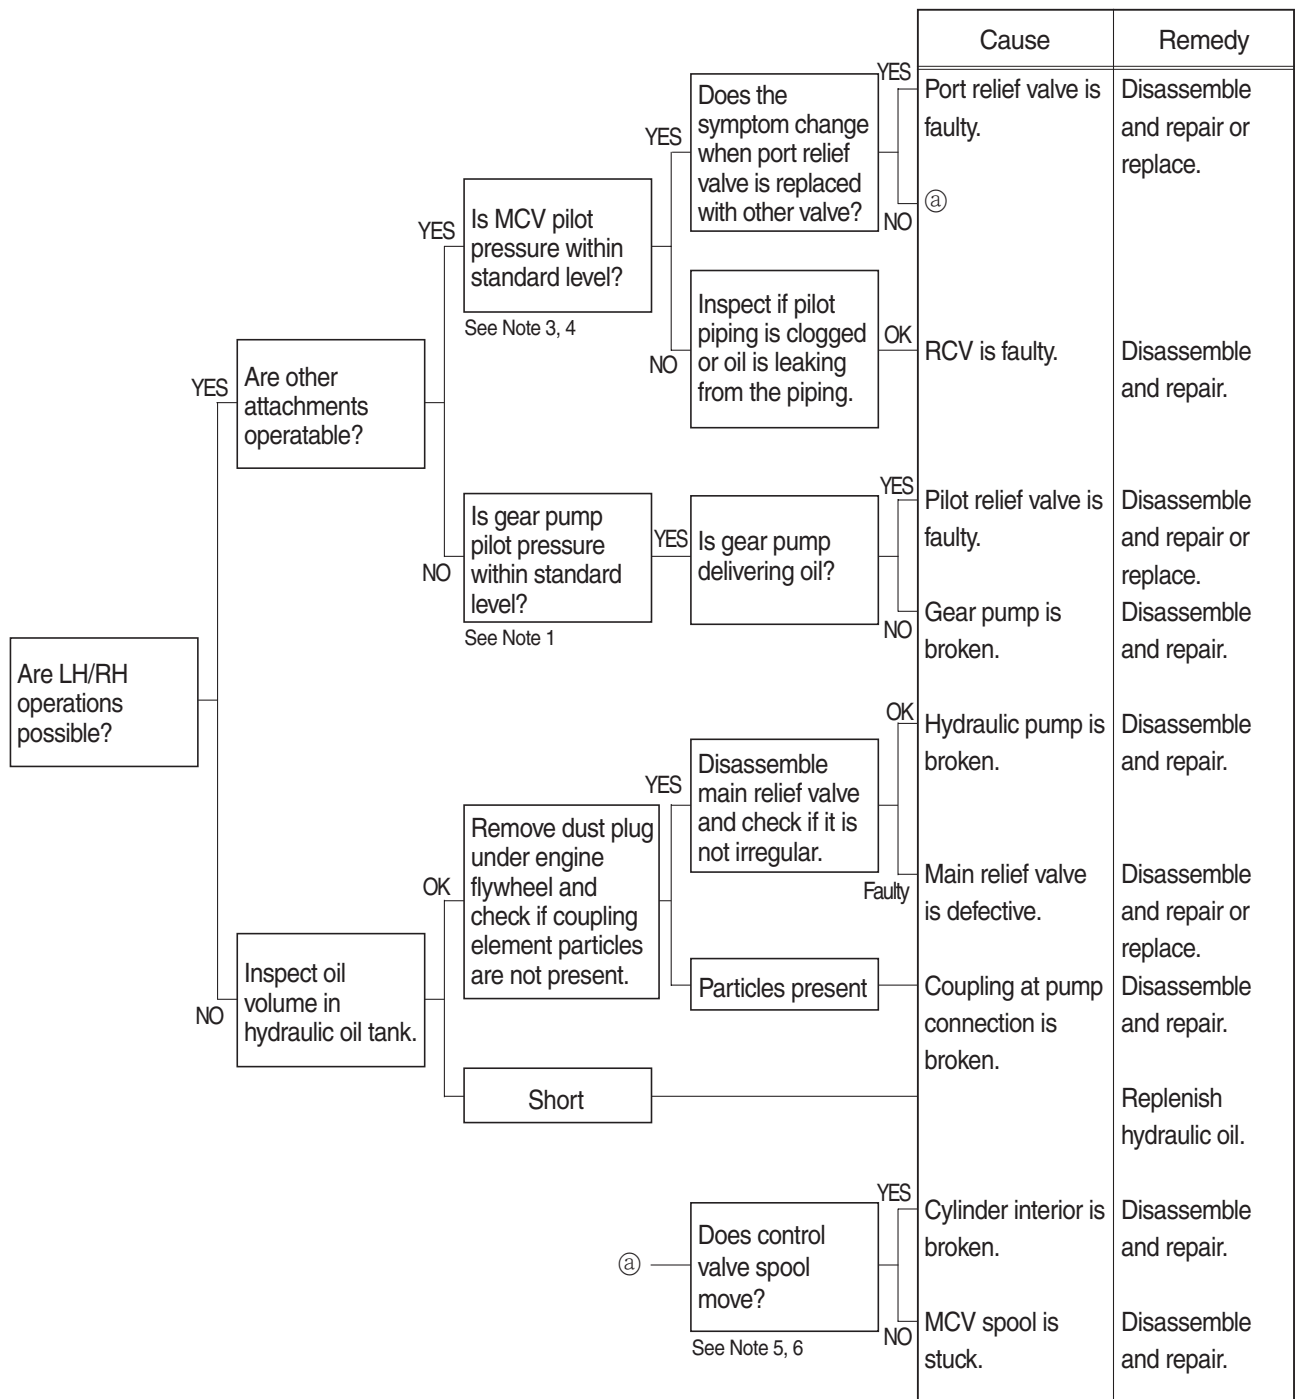 Cause
Remedy
YES
Does the
symptom change
when port relief
valve is replaced
with other valve?
Port relief valve is
faulty.
Disassemble
and repair or
replace.
YES
NO
ⓐ
YES
Is MCV pilot
pressure within
standard level?
See Note 3, 4
NO
Inspect if pilot
piping is clogged
or oil is leaking
from the piping.
OK
RCV is faulty.
Disassemble
and repair.
YES
Are other
attachments
operatable?
NO
Is gear pump
pilot pressure
within standard
level?
See Note 1
YES
Is gear pump
delivering oil?
YES
Pilot relief valve is
faulty.
Disassemble
and repair or
replace.
NO
Gear pump is
broken.
Disassemble
and repair.
Are LH/RH
operations
possible?
NO
Inspect oil
volume in
hydraulic oil tank.
OK
Remove dust plug
under engine
flywheel and
check if coupling
element particles
are not present.
YES
Disassemble
main relief valve
and check if it is
not irregular.
OK
Hydraulic pump is
broken.
Disassemble
and repair.
Faulty
Main relief valve
is defective.
Disassemble
and repair or
replace.
Particles present
Coupling at pump
connection is
broken.
Disassemble
and repair.
Short
Replenish
hydraulic oil.
ⓐ
Does control
valve spool
move?
See Note 5, 6
YES
Cylinder interior is
broken.
Disassemble
and repair.
NO
MCV spool is
stuck.
Disassemble
and repair.